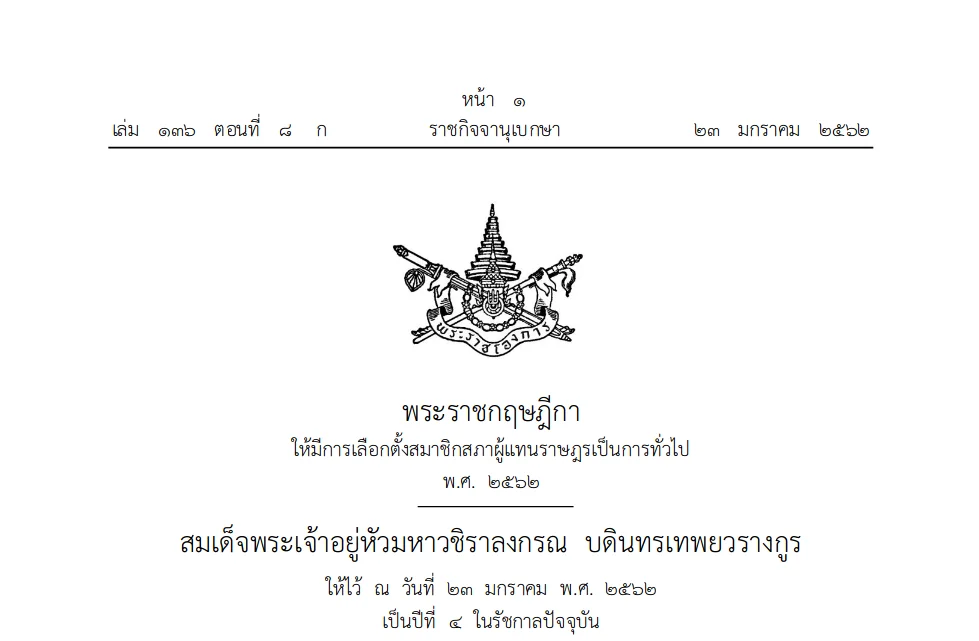 หน้า ๑
เล่ม ๑๓๖ ตอนที่ ๘ ก ราชกิจจานุเบกษา ๒๓ มกราคม ๒๕๖๒
พระราชโองการ
พระราชกฤษฎีกา
ให้มีการเลือกตั้งสมาชิกสภาผู้แทนราษฎรเป็นการทั่วไป
พ.ศ. ๒๕๖๒
สมเด็จพระเจ้าอยู่หัวมหาวชิราลงกรณ บดินทรเทพยวรางกูร
ให้ไว้ ณ วันที่ ๒๓ มกราคม พ.ศ. ๒๕๖๒
เป็นปีที่ ๔ ในรัชกาลปัจจุบัน